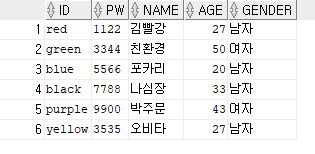 ID PW NAME AGE GENDER
1 red 1122 김빨강 27 남자
2 green 3344 친환경 50 여자
3 blue 5566 포카리 20 남자
4 black 7788 나심장 33 남자
5 purple 9900 박주문 43 여자
6 yellow 3535 오비타 27 남자